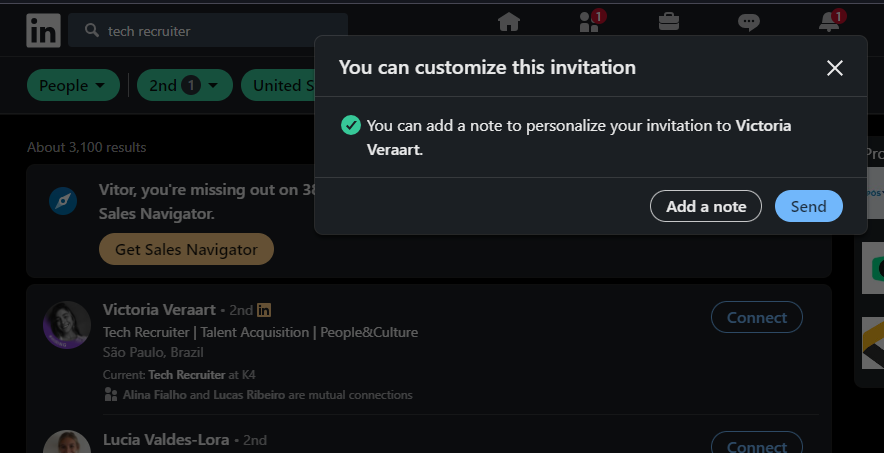 in
tech recruiter
1
1
You can customize this invitation
People
2nd 1
United S
You can add a note to personalize your invitation to Victoria
Veraart.
About 3,100 results
Vitor, you're missing out on 38
Sales Navigator.
Add a note
Send
Get Sales Navigator
Victoria Veraart • 2nd in
Connect
Tech Recruiter | Talent Acquisition | People&Culture
São Paulo, Brazil
Current: Tech Recruiter at K4
Alina Fialho and Lucas Ribeiro are mutual connections
Lucia Valdes-Lora • 2nd
Connect
Pro